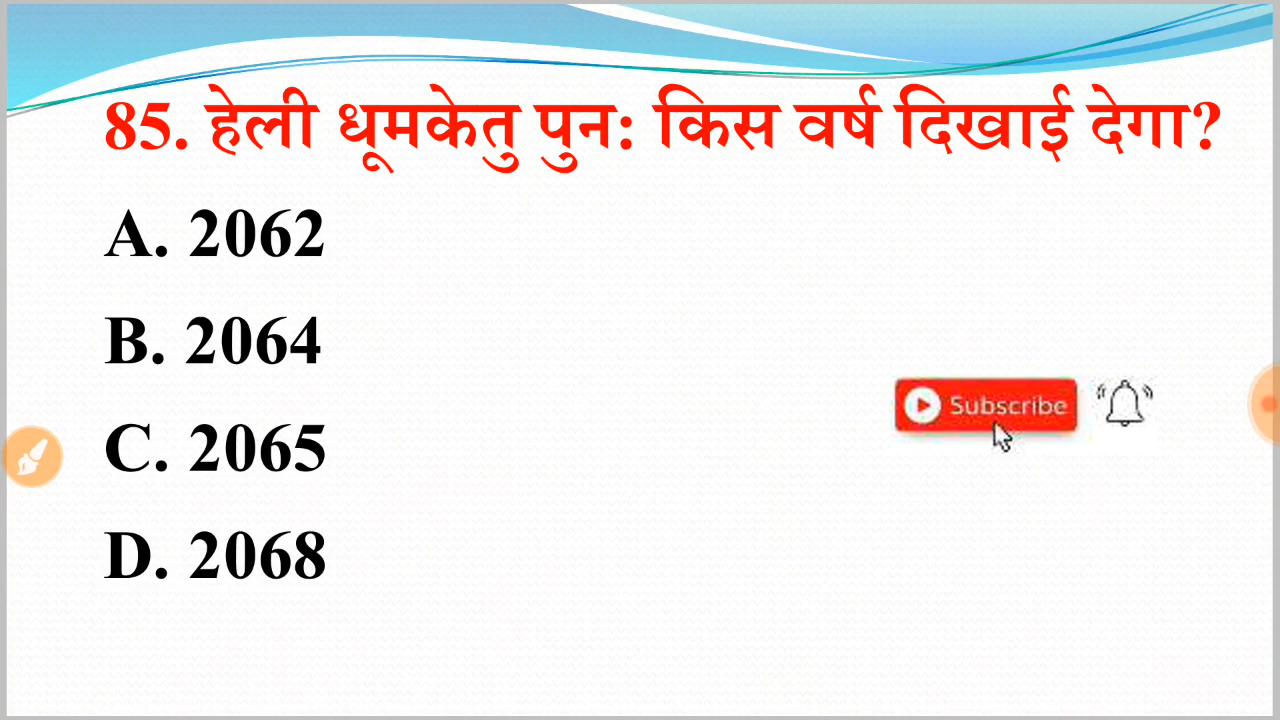 85. हेली धूमकेतु पुन: किस वर्ष दिखाई देगा?
A. 2062
B. 2064
Subscribe
C. 2065
D. 2068